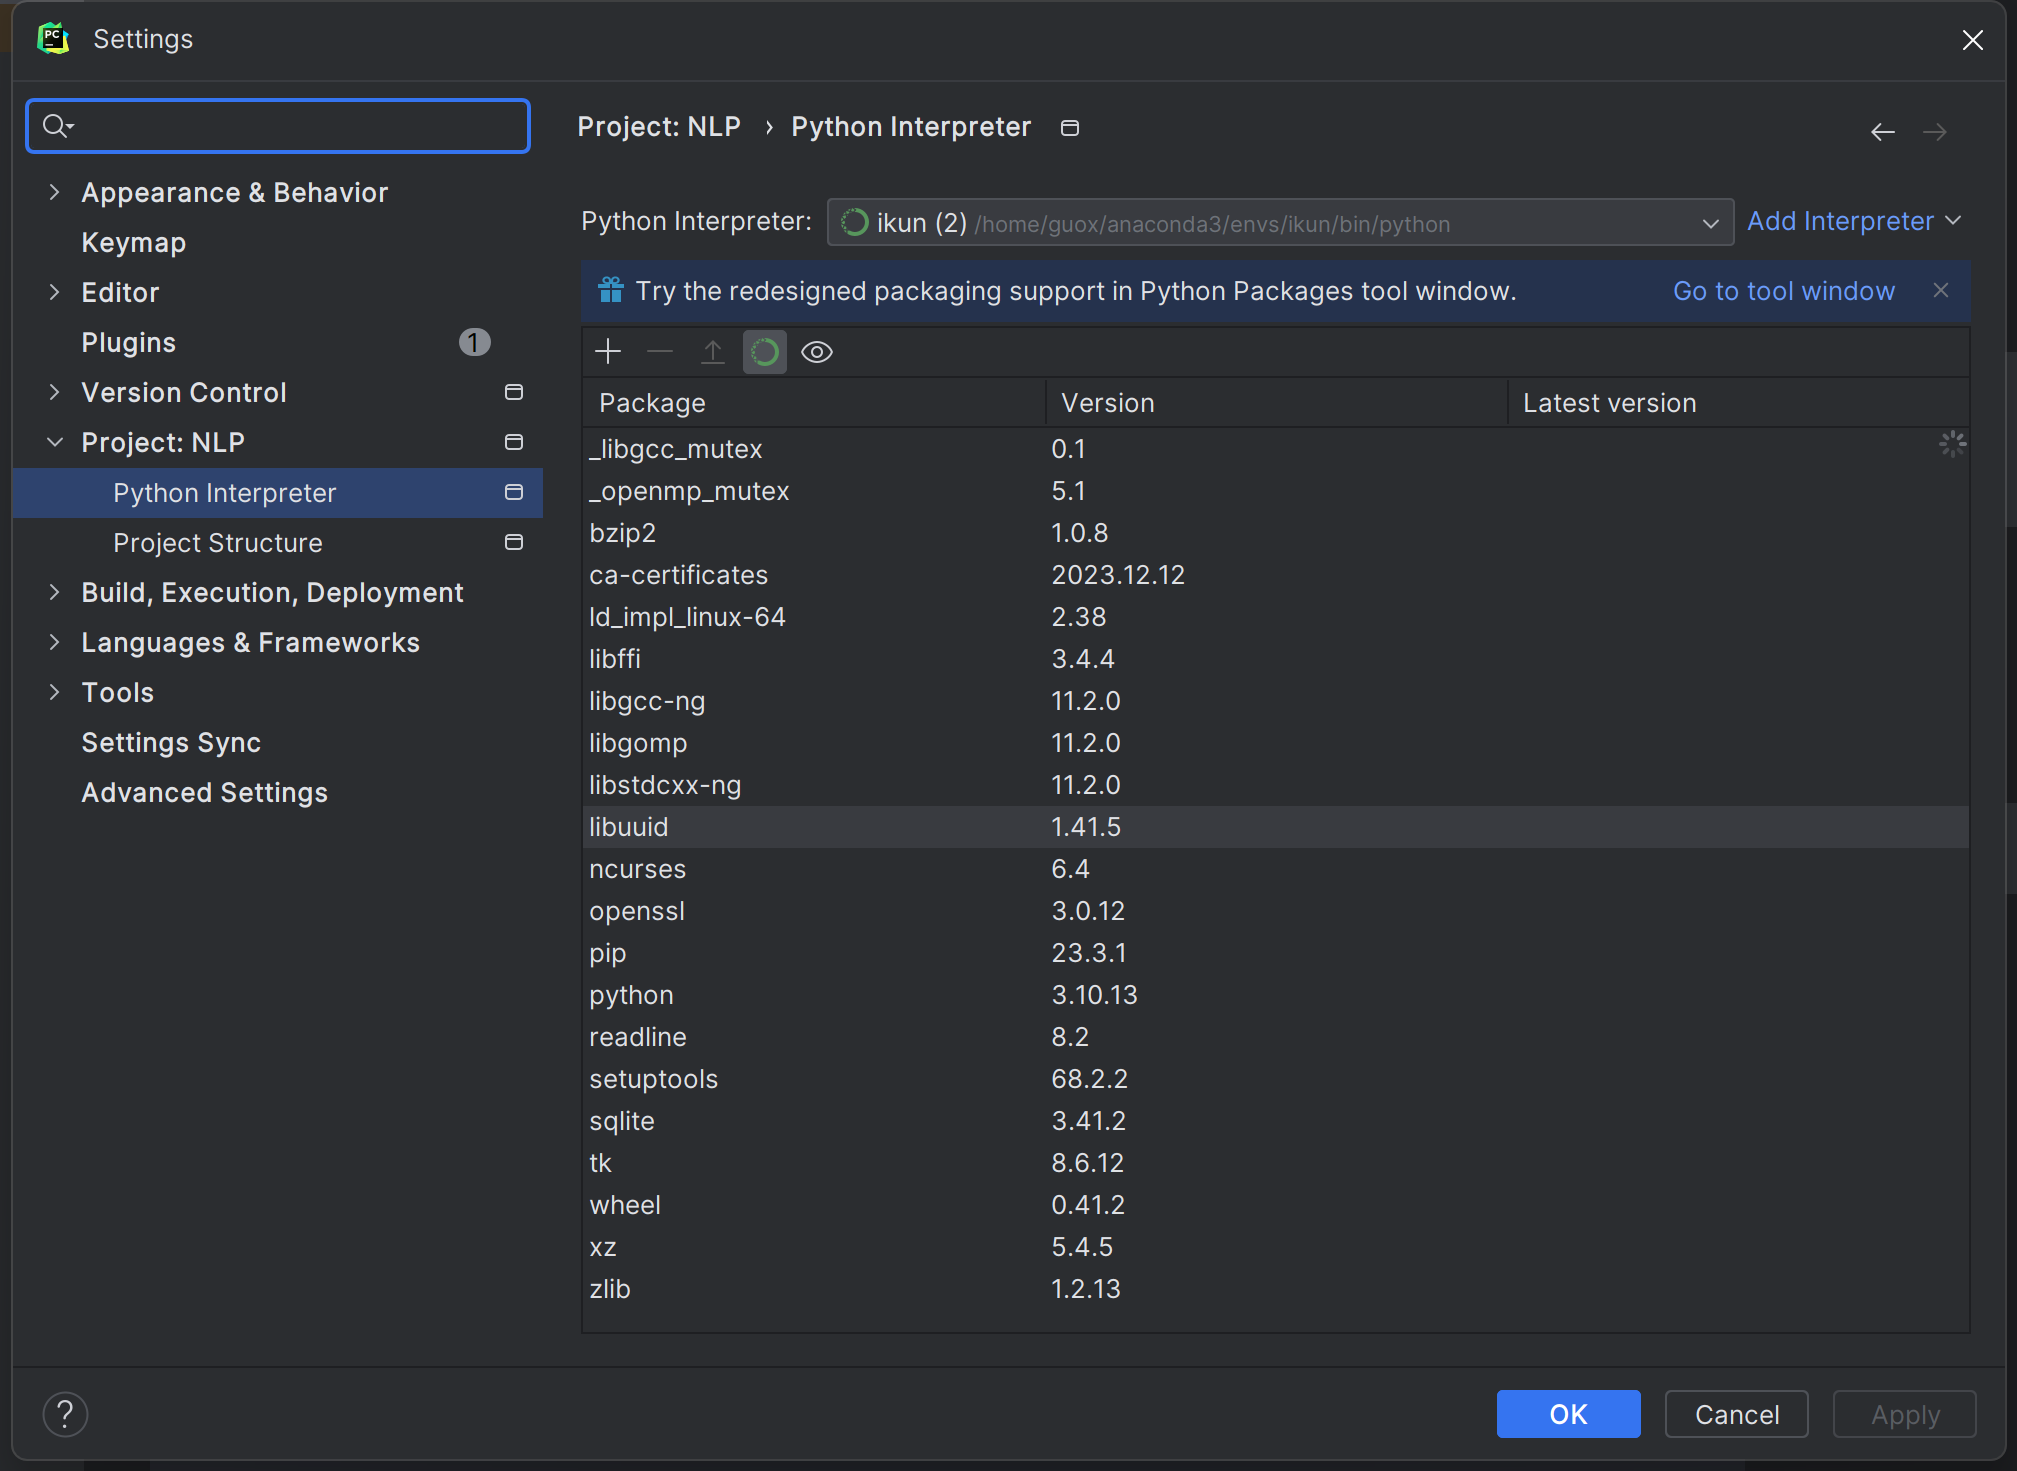 PC
Settings
Project: NLP › Python Interpreter
Appearance & Behavior
Keymap
Editor
Plugins 1
Version Control
Project: NLP
Python Interpreter
Project Structure
Build, Execution, Deployment
Languages & Frameworks
Tools
Settings Sync
Advanced Settings
Python Interpreter: ikun (2) /home/guox/anaconda3/envs/ikun/bin/python Add Interpreter
Try the redesigned packaging support in Python Packages tool window. Go to tool window
Package Version Latest version
_libgcc_mutex 0.1
_openmp_mutex 5.1
bzip2 1.0.8
ca-certificates 2023.12.12
ld_impl_linux-64 2.38
libffi 3.4.4
libgcc-ng 11.2.0
libgomp 11.2.0
libstdcxx-ng 11.2.0
libuuid 1.41.5
ncurses 6.4
openssl 3.0.12
pip 23.3.1
python 3.10.13
readline 8.2
setuptools 68.2.2
sqlite 3.41.2
tk 8.6.12
wheel 0.41.2
xz 5.4.5
zlib 1.2.13
? OK Cancel Apply